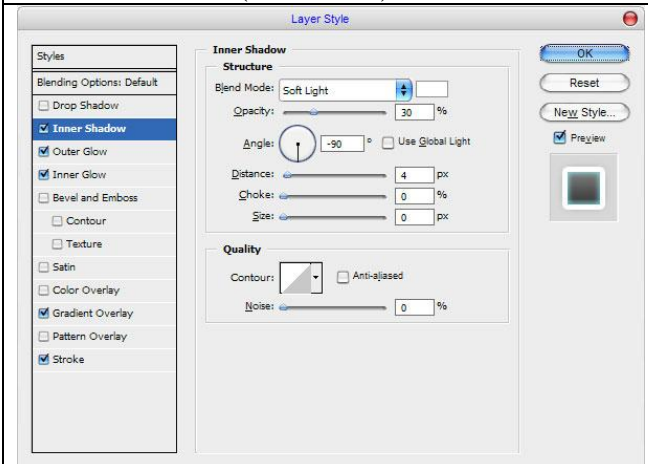 Layer Style
Styles
Blending Options: Default
Drop Shadow
Inner Shadow
Outer Glow
Inner Glow
Bevel and Emboss
Contour
Texture
Satin
Color Overlay
Gradient Overlay
Pattern Overlay
Stroke
Inner Shadow
Structure
Blend Mode: Soft Light
Opacity: 30 %
Angle: -90 ° Use Global Light
Distance: 4 px
Choke: 0 %
Size: 0 px
Quality
Contour: Anti-aliased
Noise: 0 %
OK
Reset
New Style...
Preview